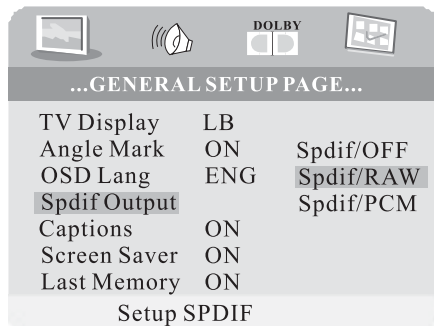 DOLBY
...GENERAL SETUP PAGE...
TV Display LB
Angle Mark ON Spdif/OFF
OSD Lang ENG Spdif/RAW
Spdif Output Spdif/PCM
Captions ON
Screen Saver ON
Last Memory ON
Setup SPDIF